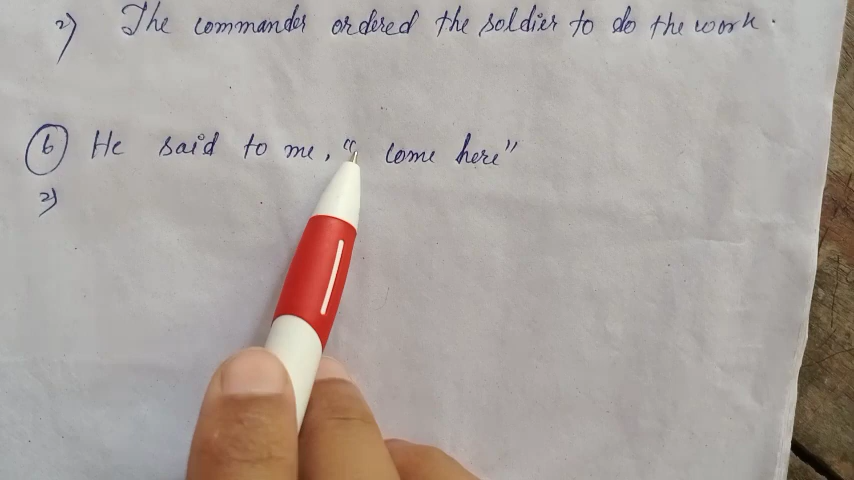 2) The commander ordered the soldier to do the work.
6 He said to me, “ come here”
2)